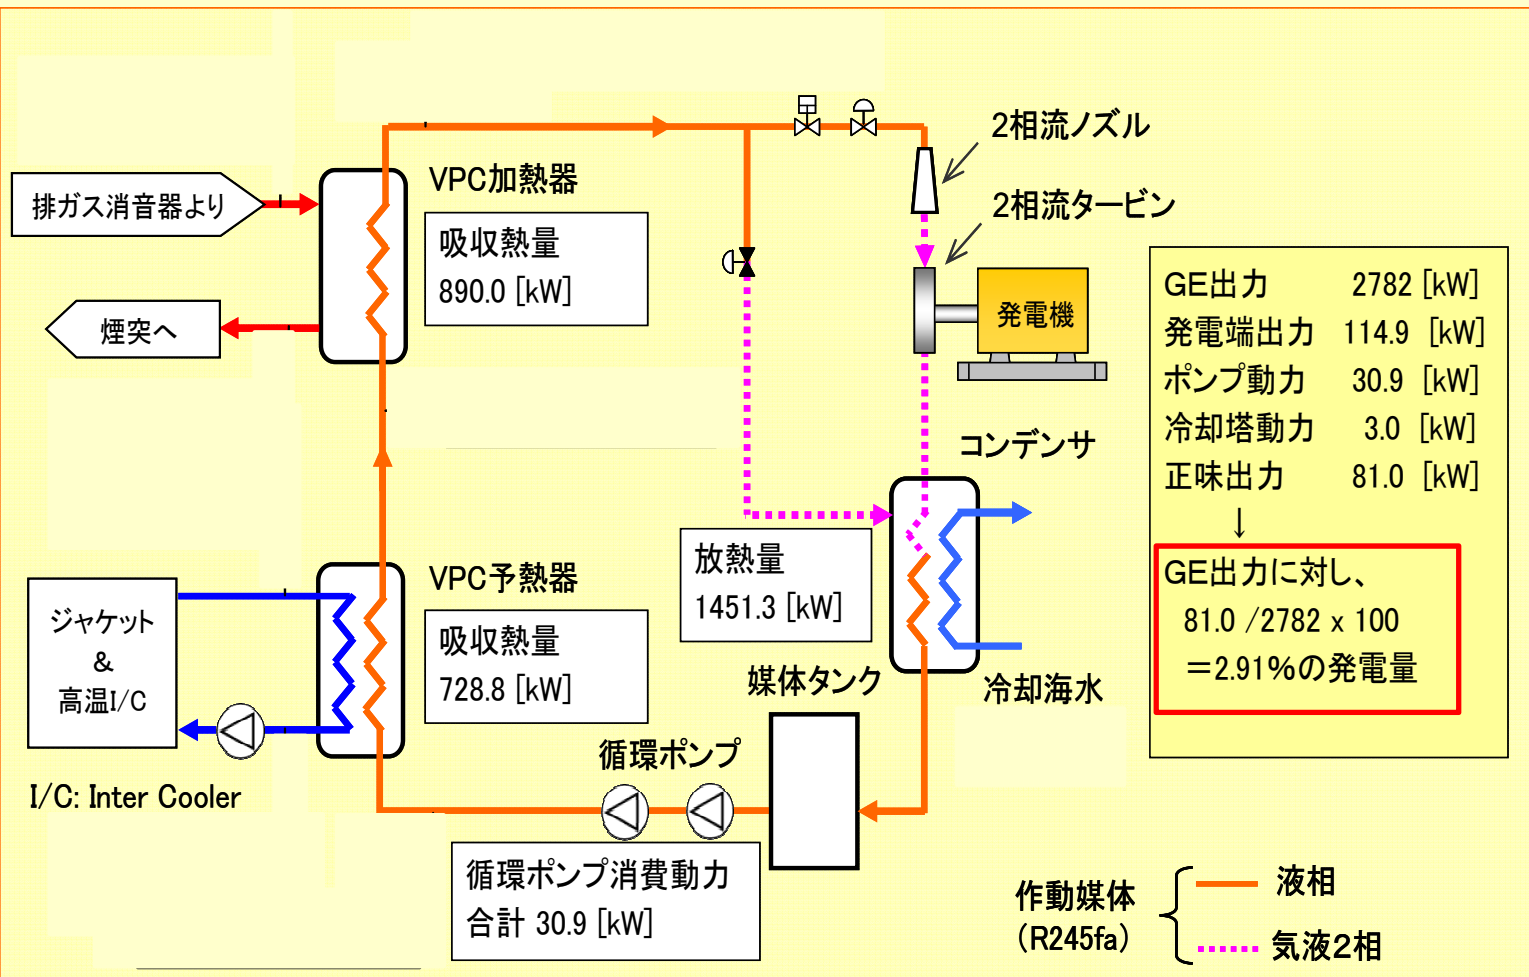 2相流ノズル
VPC加熱器
排ガス消音器より
2相流タービン
吸収熱量
890.0 [kW]
GE出力 2782 [kW]
発電端出力 114.9 [kW]
ポンプ動力 30.9 [kW]
冷却塔動力 3.0 [kW]
正味出力 81.0 [kW]
↓
GE出力に対し、
81.0 /2782 x 100
=2.91%の発電量
発電機
煙突へ
コンデンサ
放熱量
1451.3 [kW]
VPC予熱器
ジャケット
&
高温I/C
吸収熱量
728.8 [kW]
媒体タンク
冷却海水
循環ポンプ
I/C: Inter Cooler
循環ポンプ消費動力
合計 30.9 [kW]
作動媒体
(R245fa)
液相
気液2相